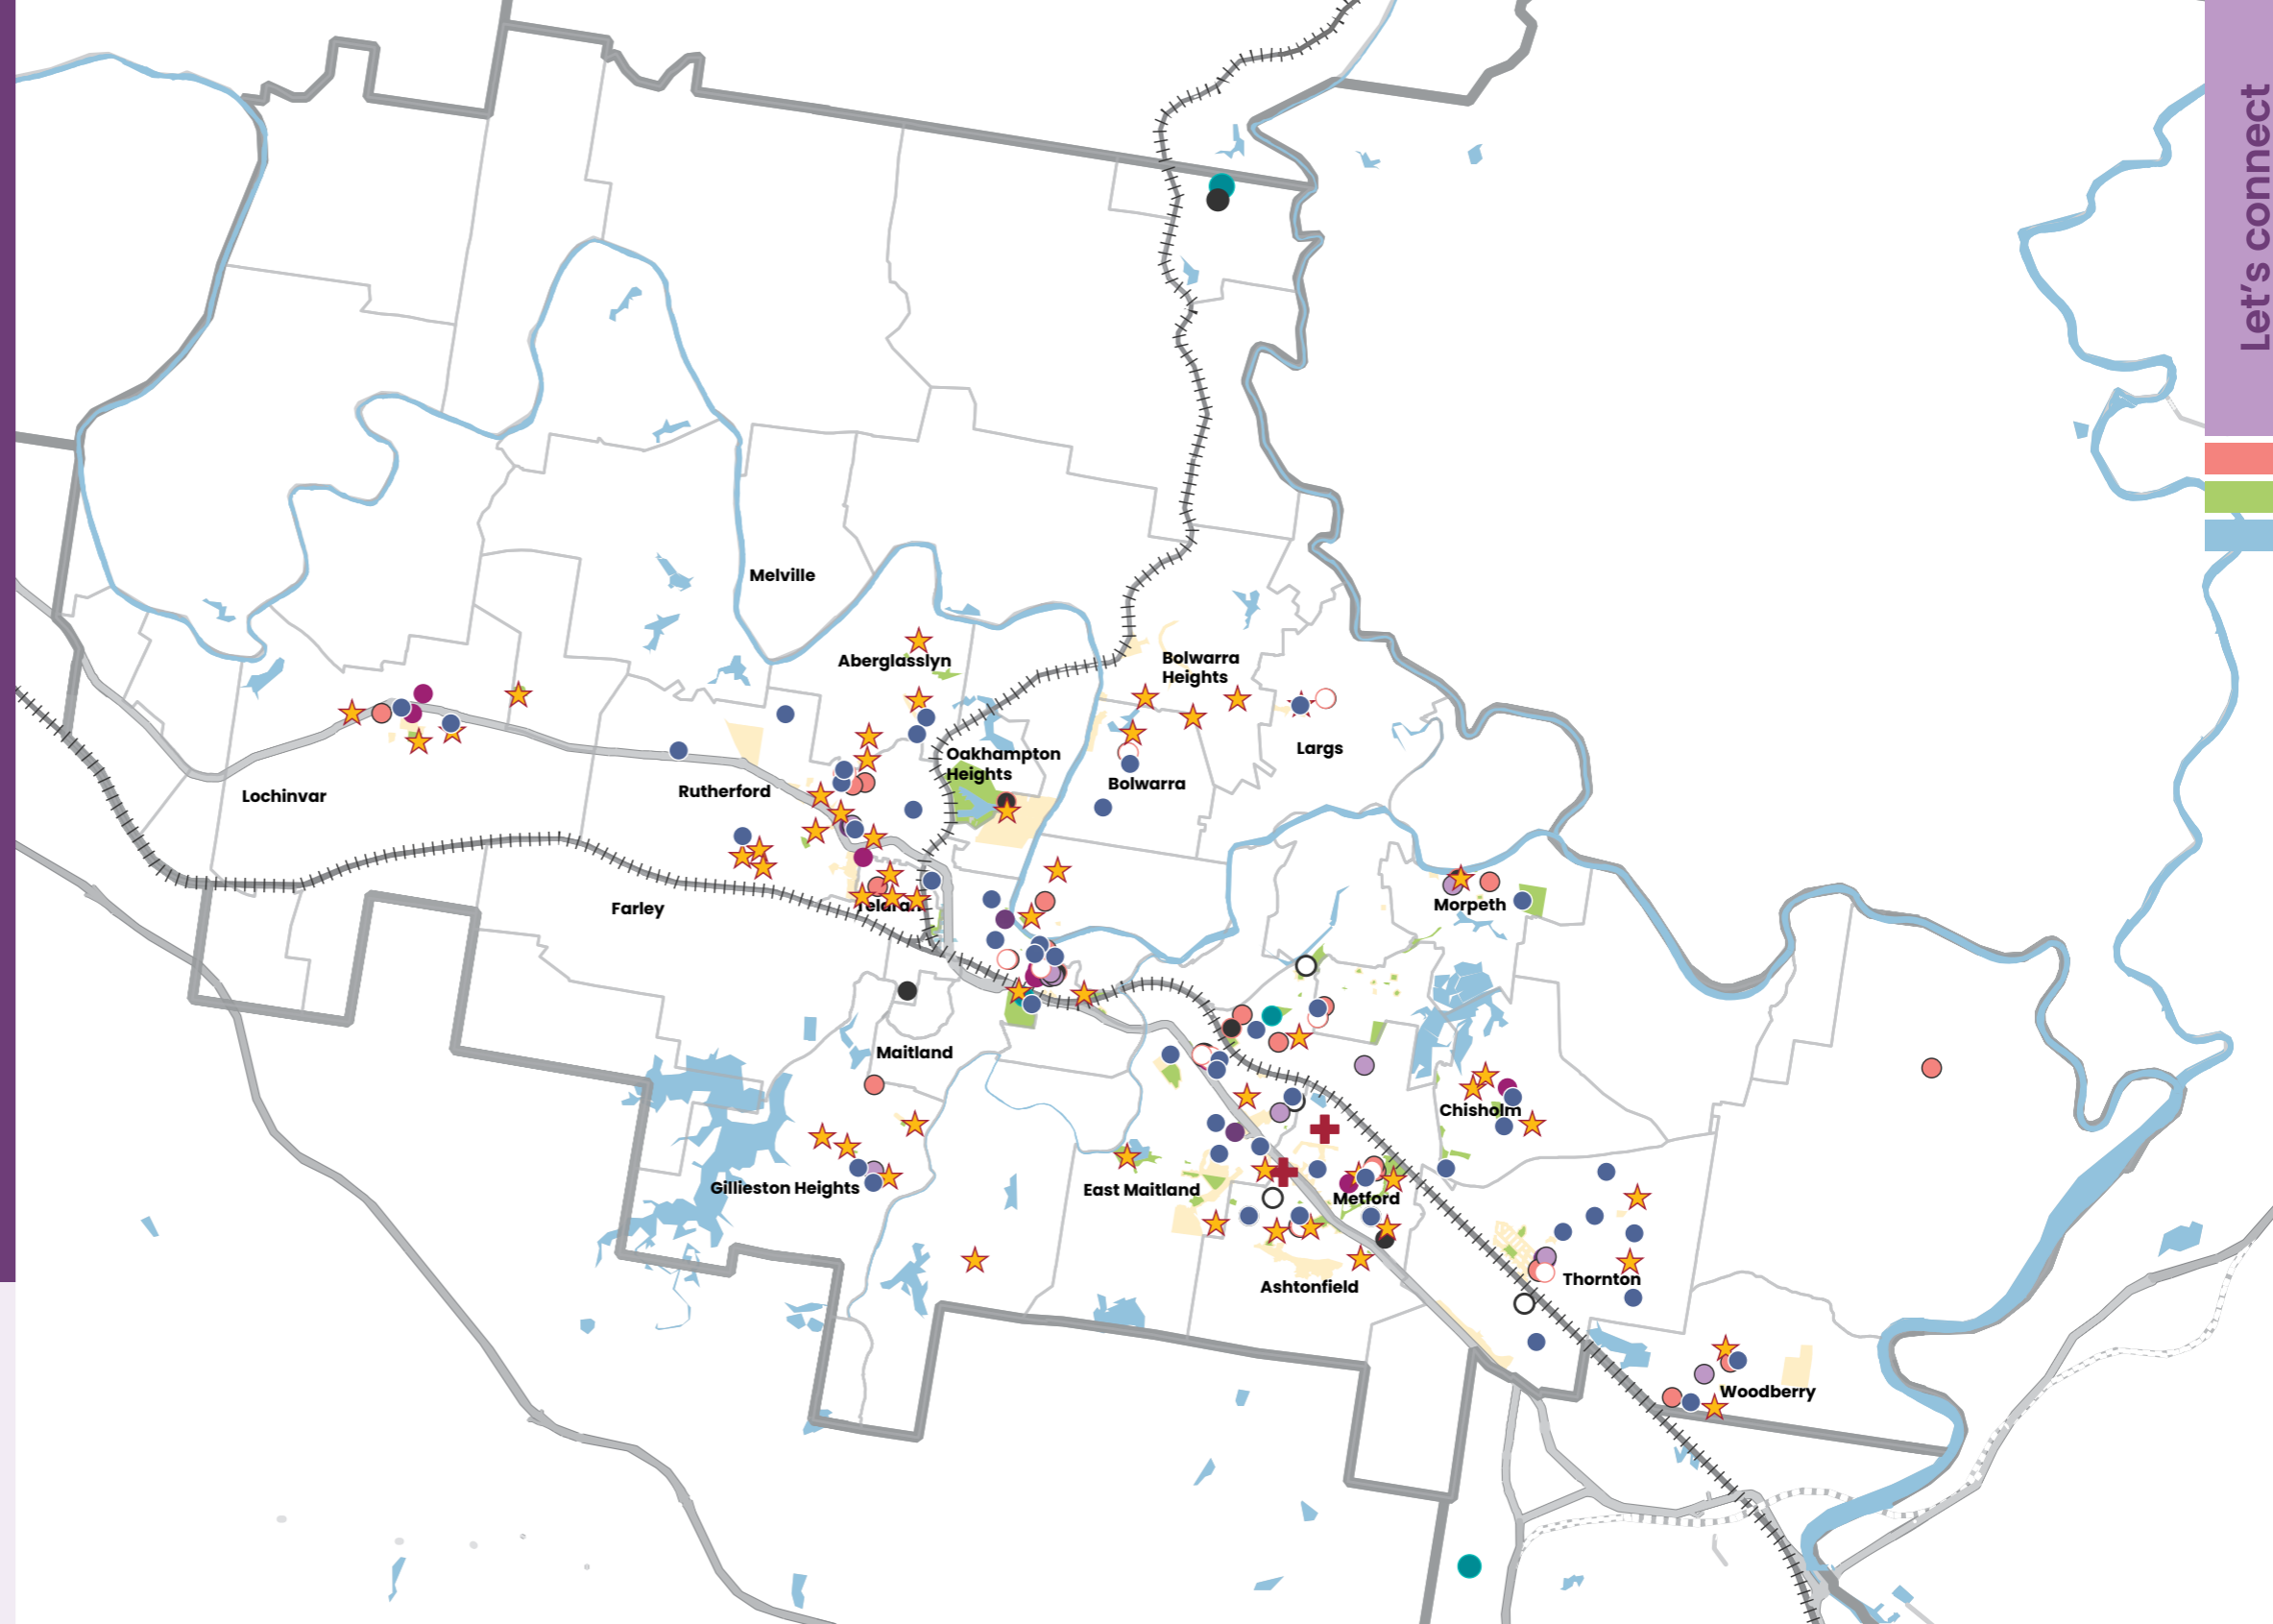 Let's connect
Melville
Aberglasslyn
Bolwarra
Heights
Largs
Oakhampton
Heights
Bolwarra
Rutherford
Lochinvar
Telarah
Farley
Morpeth
Maitland
Chisholm
Gillieston Heights
East Maitland
Metford
Ashtonfield
Thornton
Woodberry